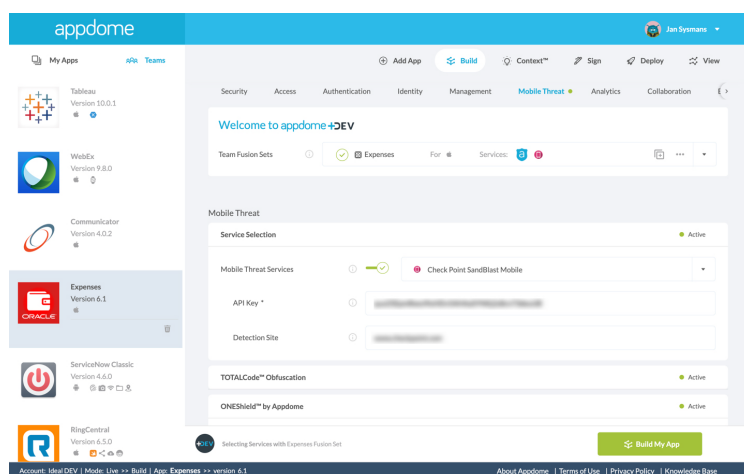 appdome
Jan Sysmans
My Apps
Teams
Add App
Build
Context™
Sign
Deploy
View
Tableau
Version 10.0.1
WebEx
Version 9.8.0
Communicator
Version 4.0.2
ORACLE
Expenses
Version 6.1
ServiceNow Classic
Version 4.6.0
RingCentral
Version 6.5.0
Security Access Authentication Identity Management Mobile Threat Analytics Collaboration
Welcome to appdome+DEV
Team Fusion Sets
Expenses
For
Services:
Mobile Threat
Service Selection
Active
Mobile Threat Services
Check Point SandBlast Mobile
API Key *
Detection Site
TOTALCode™ Obfuscation
Active
ONEShield™ by Appdome
Active
+DEV
Selecting Services with Expenses Fusion Set
Build My App
Account: Ideal DEV | Mode: Live >> Build | App: Expenses >> version 6.1
About Appdome | Terms of Use | Privacy Policy | Knowledge Base